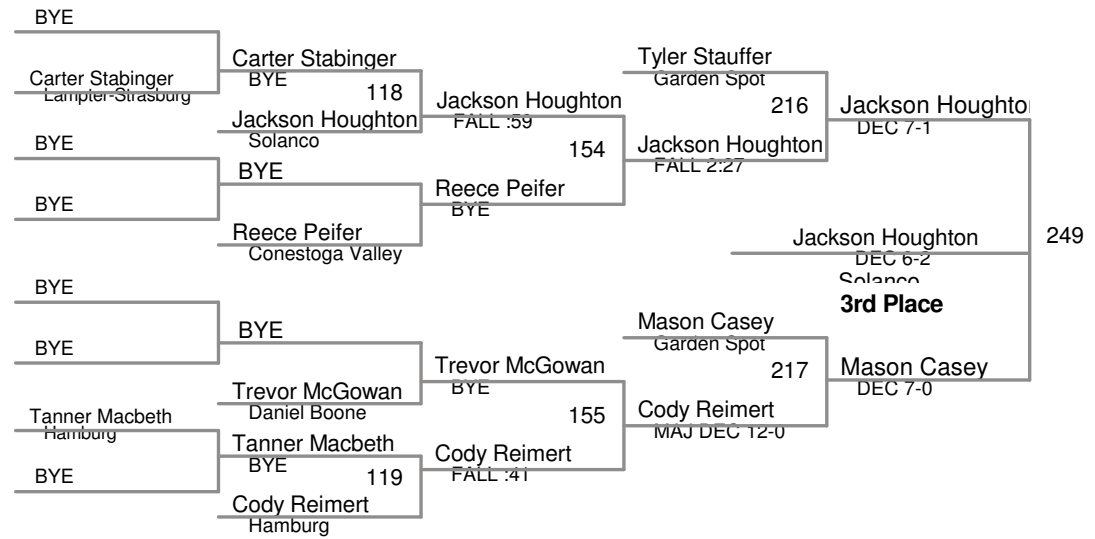 BYE
Carter Stabinger
Lampter-Strasburg
BYE
BYE
BYE
BYE
Tanner Macbeth
Hamburg
BYE
Carter Stabinger
BYE
118
Jackson Houghton
Solanco
BYE
Reece Peifer
Conestoga Valley
BYE
Trevor McGowan
Daniel Boone
Tanner Macbeth
BYE
119
Cody Reimert
Hamburg
Jackson Houghton
FALL :59
154
Reece Peifer
BYE
Trevor McGowan
BYE
155
Cody Reimert
FALL :41
Tyler Stauffer
Garden Spot
216
Jackson Houghton
FALL 2:27
Mason Casey
Garden Spot
217
Cody Reimert
MAJ DEC 12-0
Jackson Houghto
DEC 7-1
249
Jackson Houghton
DEC 6-2
Solanco
3rd Place
Mason Casey
DEC 7-0